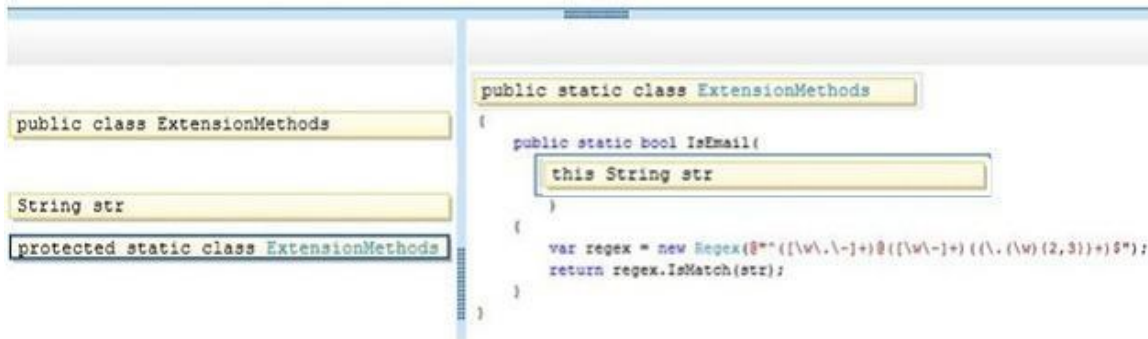 public class ExtensionMethods
String str
protected static class ExtensionMethods
public static class ExtensionMethods
{
public static bool IsEmail(
this String str
)
{
var regex = new Regex(@"^([\w\.\-]+)@([\w\-]+)((\.(\w){2,3})+)$");
return regex.IsMatch(str);
}
}